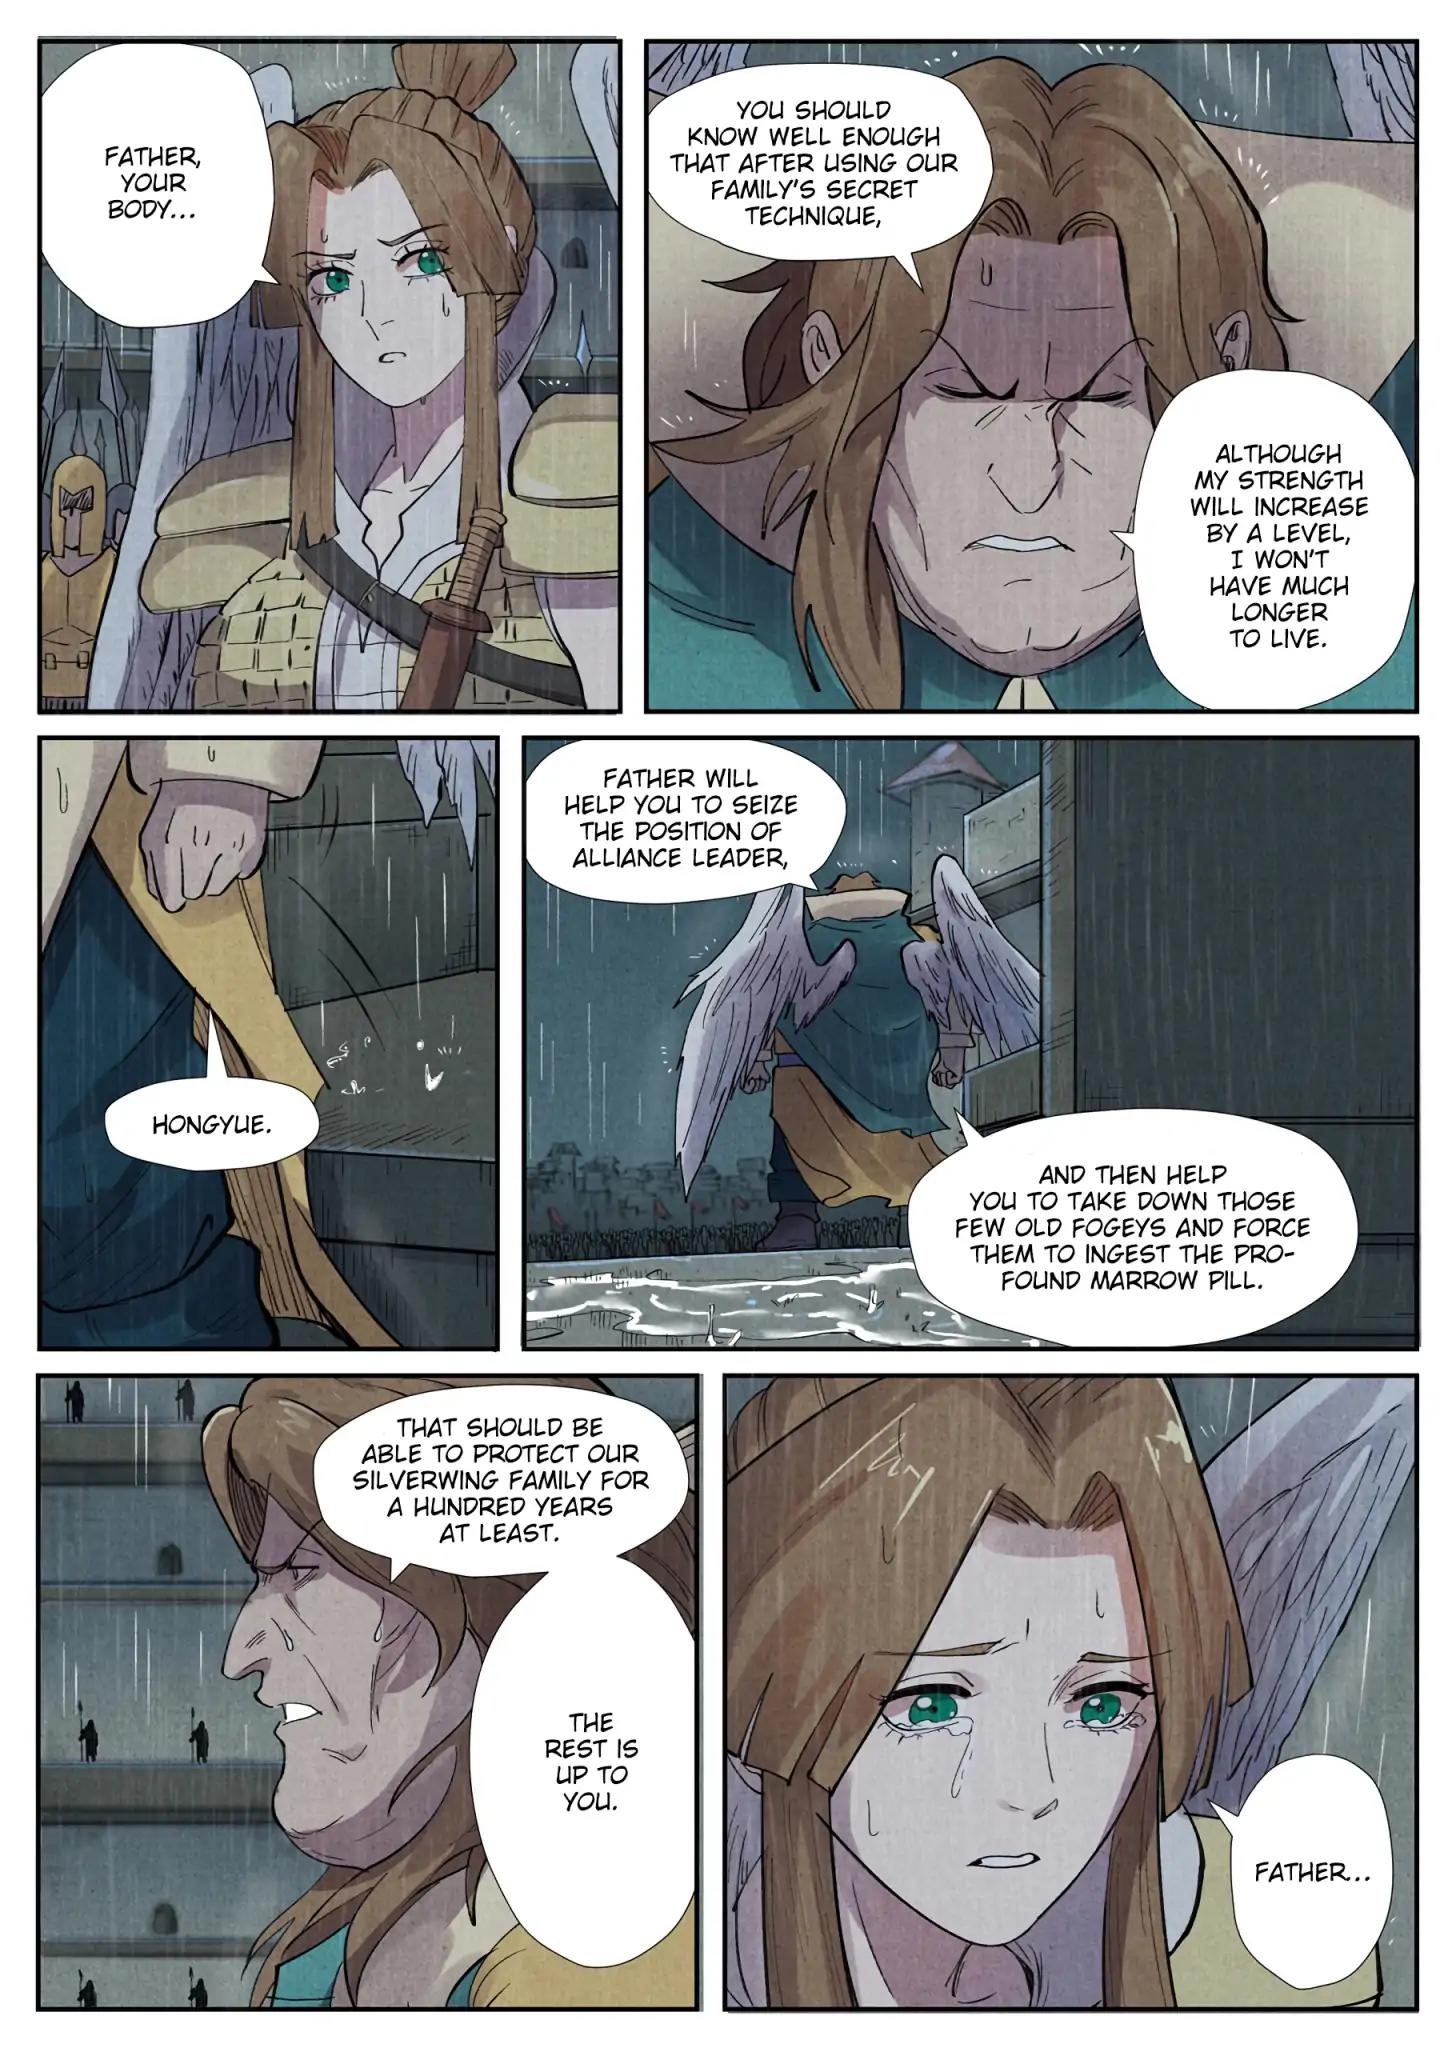 FATHER,
YOUR
BODY...
YOU SHOULD
KNOW WELL ENOUGH
THAT AFTER USING OUR
FAMILY'S SECRET
TECHNIQUE,
ALTHOUGH
MY STRENGTH
WILL INCREASE
BY A LEVEL,
I WON'T
HAVE MUCH
LONGER
TO LIVE.
HONGYUE.
FATHER WILL
HELP YOU TO SEIZE
THE POSITION OF
ALLIANCE LEADER,
AND THEN HELP
YOU TO TAKE DOWN THOSE
FEW OLD FOGEYS AND FORCE
THEM TO INGEST THE PRO-
FOUND MARROW PILL.
THAT SHOULD BE
ABLE TO PROTECT OUR
SILVERWING FAMILY FOR
A HUNDRED YEARS
AT LEAST.
THE
REST IS
UP TO
YOU.
FATHER...